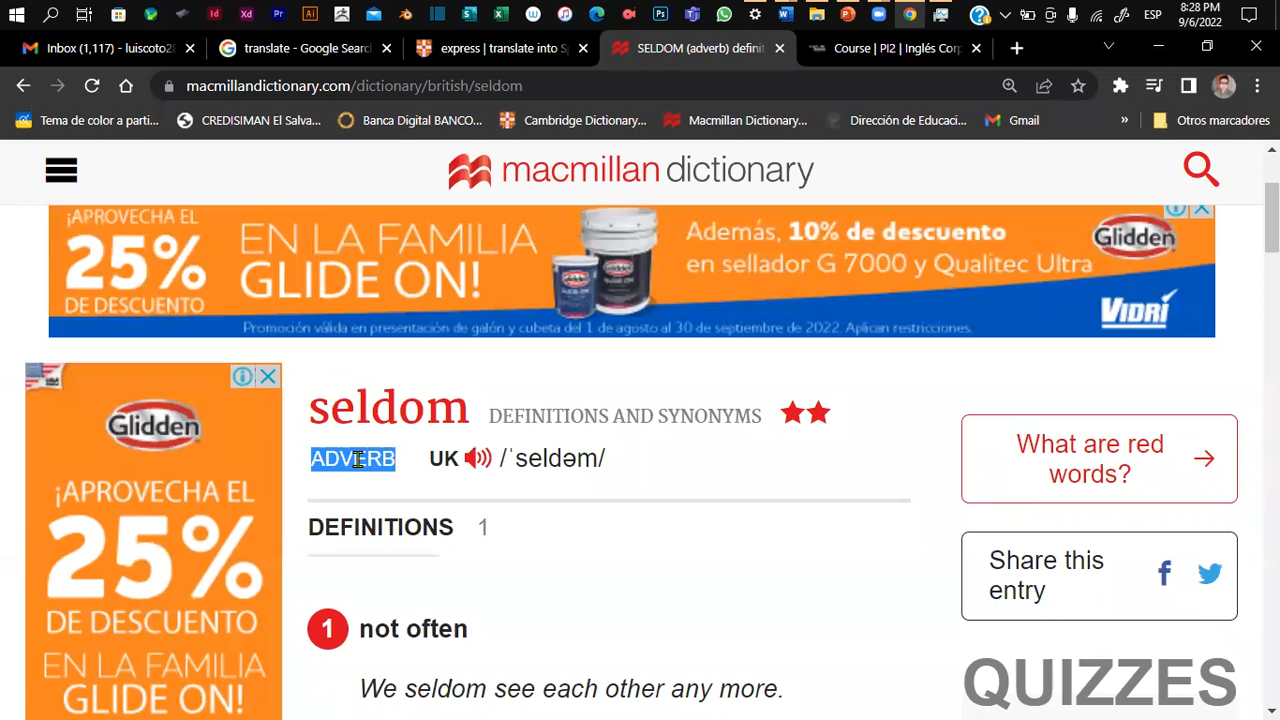 8:28 PM
ESP
9/6/2022
Inbox (1,117) - luiscoto20
translate - Google Searc
express | translate into S
SELDOM (adverb) definit
Course | PI2 | Inglés Cor
macmillandictionary.com/dictionary/british/seldom
Tema de color a parti...
CREDISIMAN El Salva...
Banca Digital BANCO...
Cambridge Dictionary...
Macmillan Dictionary...
Dirección de Educaci...
Gmail
»
Otros marcadores
macmillan dictionary
¡APROVECHA EL
25%
DE DESCUENTO
EN LA FAMILIA
GLIDE ON!
Además, 10% de descuento
en sellador G 7000 y Qualitec Ultra
Glidden
VIDRÍ
Promoción válida en presentación de galón y cubeta del 1 de agosto al 30 de septiembre de 2022. Aplican restricciones.
Glidden
¡APROVECHA EL
25%
DE DESCUENTO
EN LA FAMILIA
GLIDE ON!
seldom DEFINITIONS AND SYNONYMS
ADVERB UK /ˈseldəm/
DEFINITIONS 1
1 not often
We seldom see each other any more.
What are red
words?
Share this
entry
QUIZZES